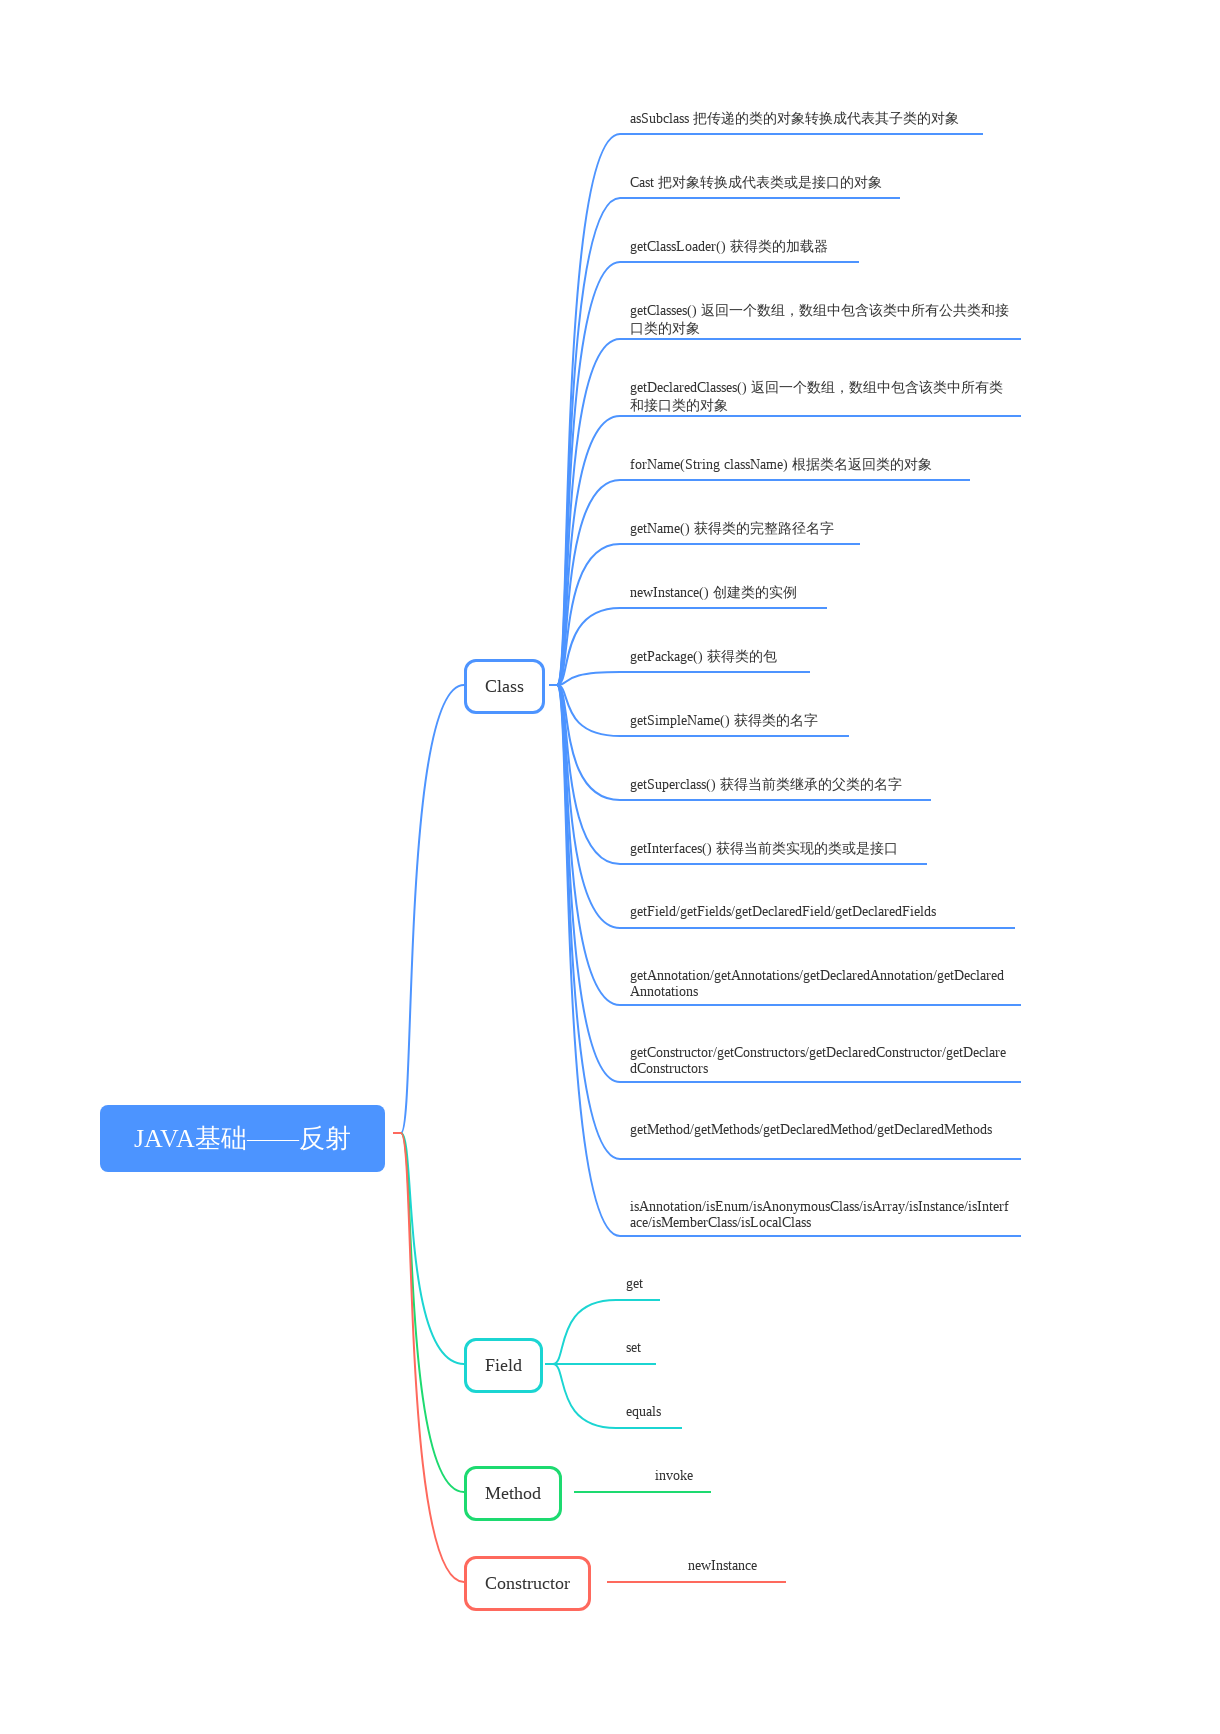 asSubclass 把传递的类的对象转换成代表其子类的对象
Cast 把对象转换成代表类或是接口的对象
getClassLoader() 获得类的加载器
getClasses() 返回一个数组，数组中包含该类中所有公共类和接
口类的对象
getDeclaredClasses() 返回一个数组，数组中包含该类中所有类
和接口类的对象
forName(String className) 根据类名返回类的对象
getName() 获得类的完整路径名字
newInstance() 创建类的实例
getPackage() 获得类的包
Class
getSimpleName() 获得类的名字
getSuperclass() 获得当前类继承的父类的名字
getInterfaces() 获得当前类实现的类或是接口
getField/getFields/getDeclaredField/getDeclaredFields
getAnnotation/getAnnotations/getDeclaredAnnotation/getDeclared
Annotations
getConstructor/getConstructors/getDeclaredConstructor/getDeclare
dConstructors
getMethod/getMethods/getDeclaredMethod/getDeclaredMethods
JAVA基础——反射
isAnnotation/isEnum/isAnonymousClass/isArray/isInstance/isInterf
ace/isMemberClass/isLocalClass
get
set
Field
equals
invoke
Method
newInstance
Constructor